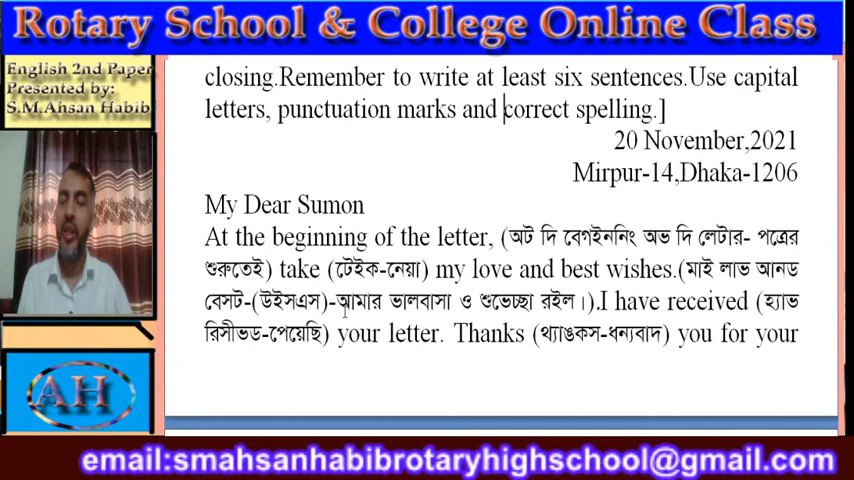 Rotary School & College Online Class
English 2nd Paper
Presented by:
S.M.Ahsan Habib
closing.Remember to write at least six sentences.Use capital
letters, punctuation marks and correct spelling.]
20 November,2021
Mirpur-14,Dhaka-1206
My Dear Sumon
At the beginning of the letter, (অট দি বেগইননিং অভ দি লেটার- পত্রের
শুরুতেই) take (টেইক-নেয়া) my love and best wishes.(মাই লাভ আনড
বেসট-(উইসএস)-আমার ভালবাসা ও শুভেচ্ছা রইল।).I have received (হ্যাভ
রিসীভড-পেয়েছি) your letter. Thanks (থ্যাঙকস-ধন্যবাদ) you for your
AH
email:smahsanhabibrotaryhighschool@gmail.com